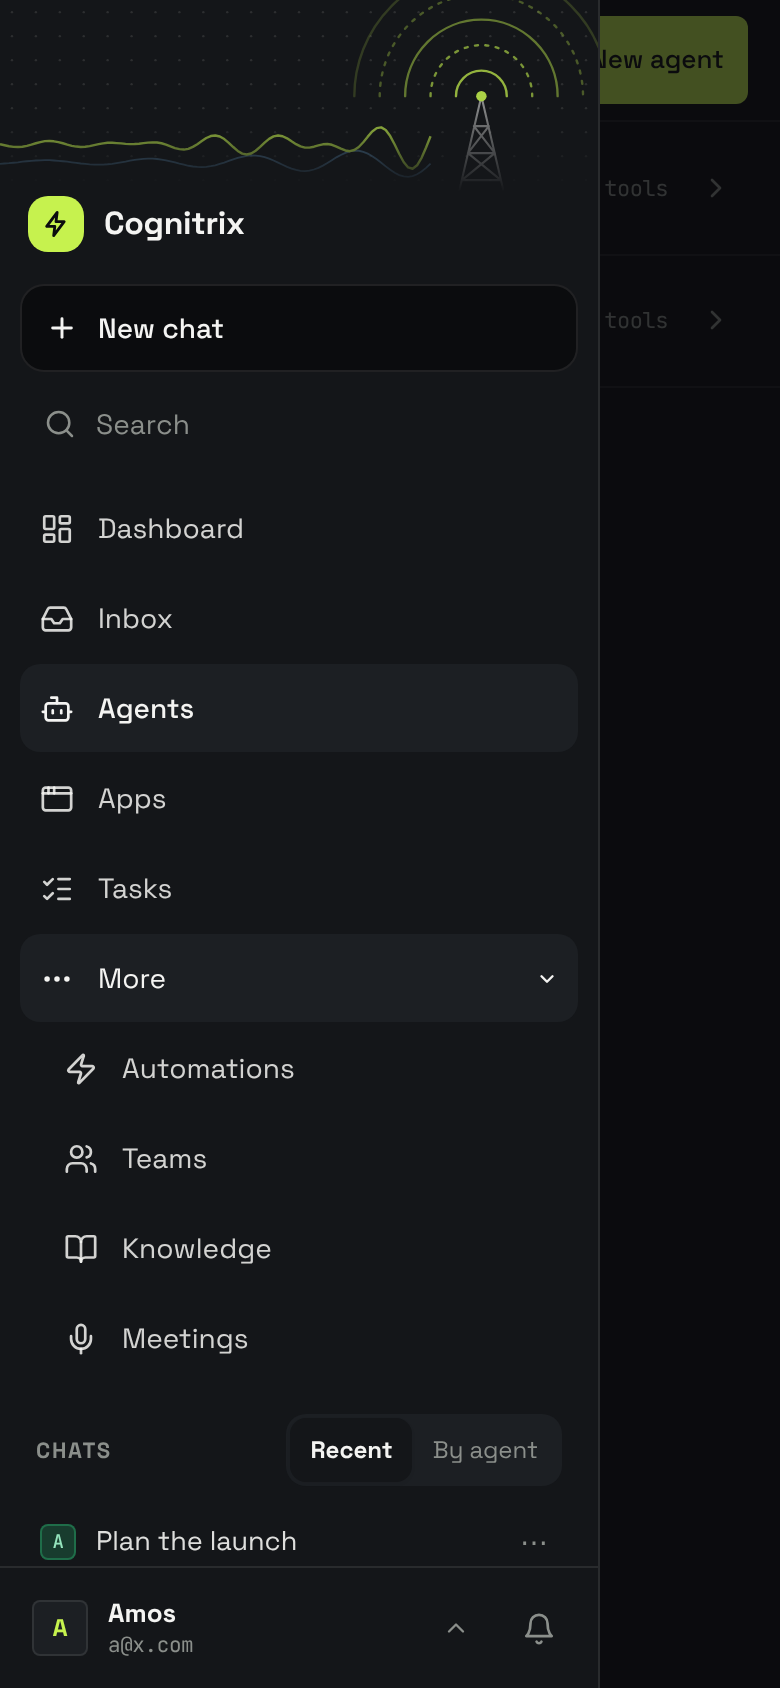 New agent
Cognitrix
New chat
tools
Search
tools
Dashboard
Inbox
Agents
Apps
Tasks
More
Automations
Teams
Knowledge
Meetings
CHATS Recent By agent
A Plan the launch ...
A Amos
a@x.com